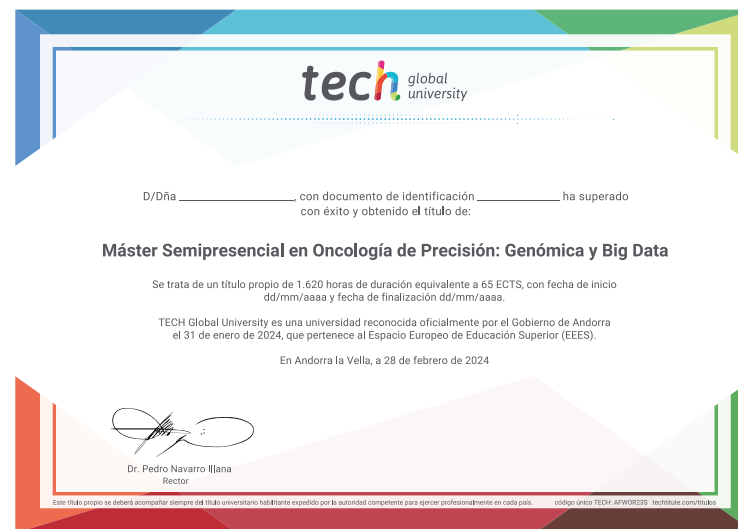 tech global university
D/Dña ____________________, con documento de identificación ______________ ha superado
con éxito y obtenido el título de:
Máster Semipresencial en Oncología de Precisión: Genómica y Big Data
Se trata de un título propio de 1.620 horas de duración equivalente a 65 ECTS, con fecha de inicio
dd/mm/aaaa y fecha de finalización dd/mm/aaaa.
TECH Global University es una universidad reconocida oficialmente por el Gobierno de Andorra
el 31 de enero de 2024, que pertenece al Espacio Europeo de Educación Superior (EEES).
En Andorra la Vella, a 28 de febrero de 2024
Dr. Pedro Navarro Illana
Rector
Este título propio se deberá acompañar siempre del título universitario habilitante expedido por la autoridad competente para ejercer profesionalmente en cada país. código único TECH: AFWOR23S techtitute.com/títulos